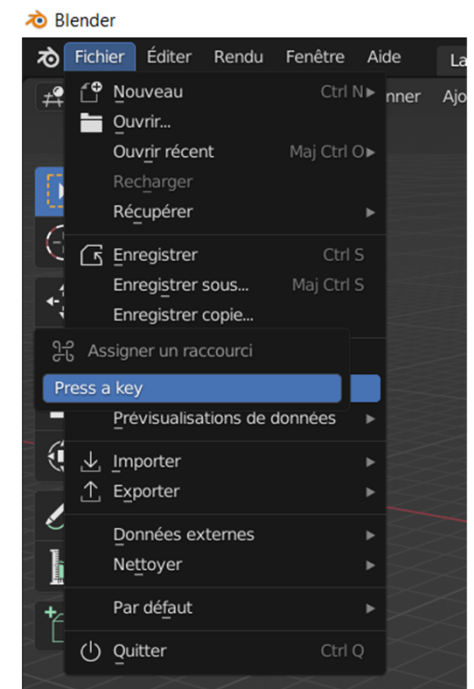 Blender
Fichier Éditer Rendu Fenêtre Aide La
Nouveau Ctrl N
nner Ajo
Ouvrir...
Ouvrir récent Maj Ctrl O
Recharger
Récupérer
Enregistrer Ctrl S
Enregistrer sous... Maj Ctrl S
Enregistrer copie...
Assigner un raccourci
Press a key
Prévisualisations de données
Importer
Exporter
Données externes
Nettoyer
Par défaut
Quitter Ctrl Q